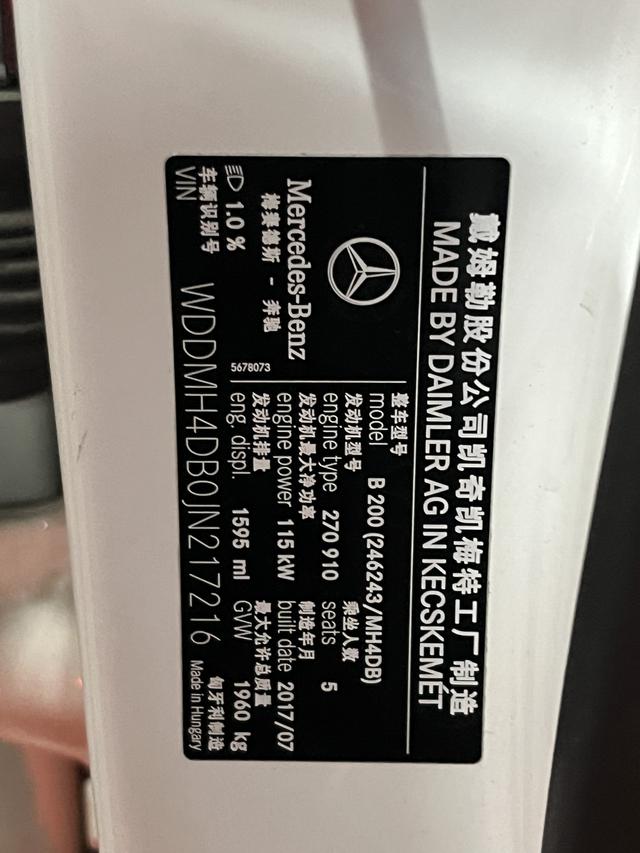 戴姆勒股份公司凯奇凯梅特工厂制造
MADE BY DAIMLER AG IN KECSKEMÉT
Mercedes-Benz
梅赛德斯 - 奔驰
1.0 %
5678073
整车型号
model B 200 (246243/MH4DB)
发动机型号 乘坐人数
engine type 270 910 seats 5
发动机最大净功率 制造年月
engine power 115 kW built date 2017/07
发动机排量 最大允许总质量
eng. displ. 1595 ml GVW 1960 kg
车辆识别号 匈牙利制造
VIN WDDMH4DB0JN217216 Made in Hungary